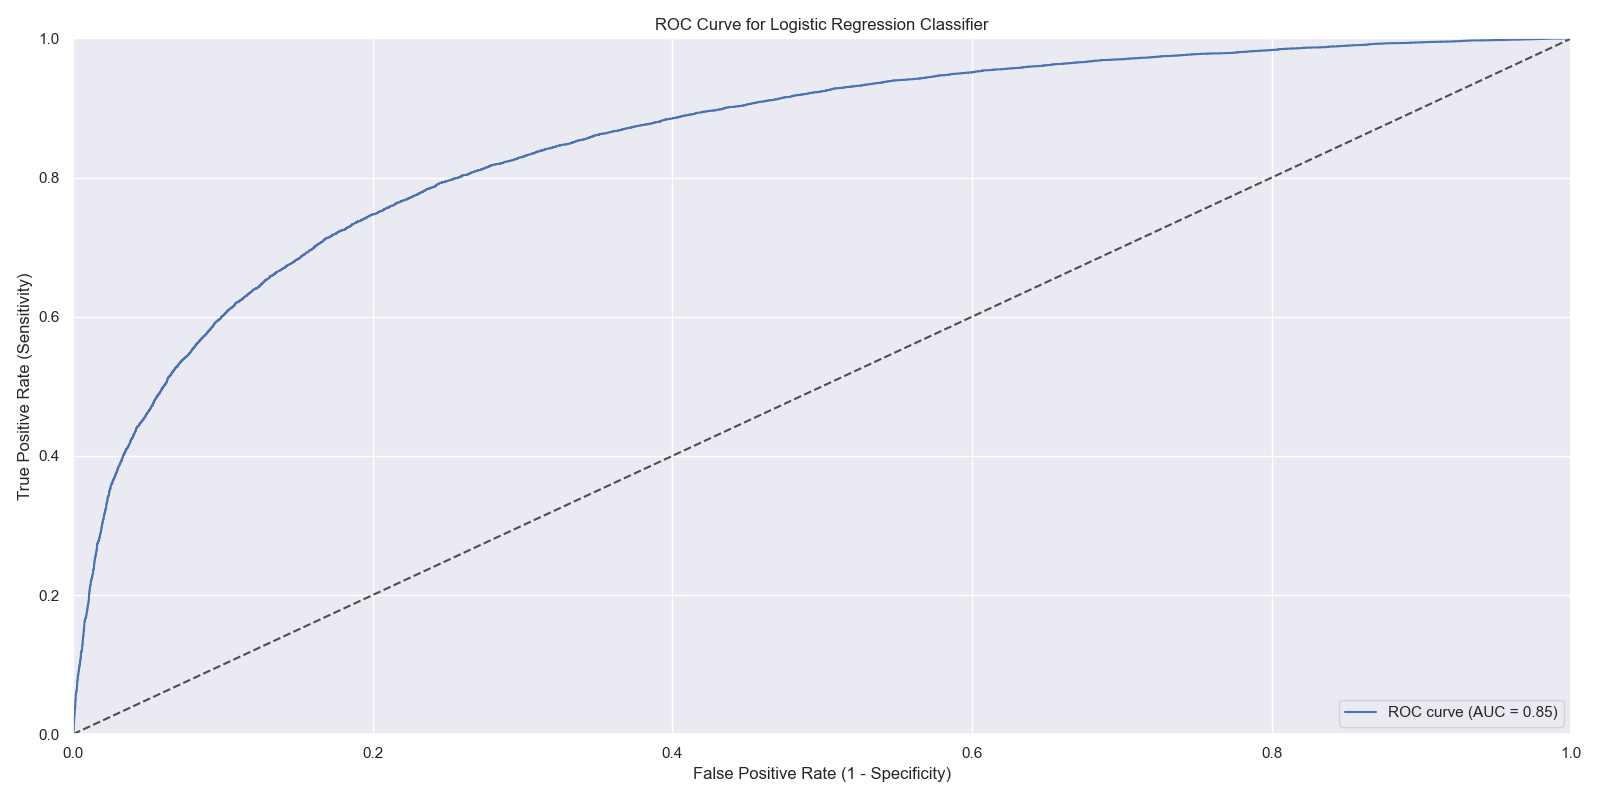 ROC Curve for Logistic Regression Classifier
1.0
0.8
0.6
0.4
0.2
0.0
True Positive Rate (Sensitivity)
ROC curve (AUC = 0.85)
0.0 0.2 0.4 0.6 0.8 1.0
False Positive Rate (1 - Specificity)